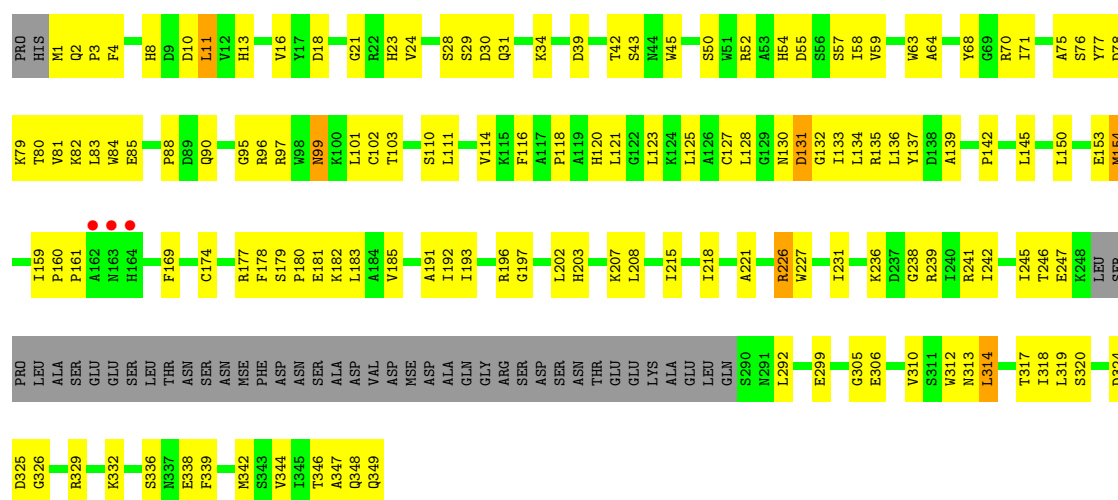 PRO HIS M1 Q2 P3 F4 H8 D9 D10 L11 V12 H13 V16 Y17 D18 G21 R22 H23 V24 S28 S29 D30 Q31 K34 D39 T42 S43 N44 W45 S50 W51 R52 A53 H54 D55 S56 S57 I58 V59 W63 A64 Y68 G69 R70 I71 A75 S76 Y77 D78
K79 T80 V81 K82 L83 W84 E85 P88 D89 Q90 G95 R96 R97 W98 N99 K100 L101 C102 T103 S110 L111 V114 K115 F116 A117 P118 A119 H120 L121 G122 L123 K124 L125 A126 C127 L128 G129 N130 D131 G132 I133 L134 R135 L136 Y137 D138 A139 P142 L145 L150 E153 M154
I159 P160 P161 A162 N163 H164 F169 C174 R177 F178 S179 P180 E181 K182 L183 A184 V185 A191 I192 I193 R196 G197 L202 H203 K207 L208 I215 I218 A221 R226 W227 I231 K236 D237 G238 R239 I240 R241 I242 I245 T246 E247 K248 LEU SER
PRO LEU ALA SER GLU GLU SER LEU THR ASN SER ASN MSE PHE ASP ASN SER ALA ASP VAL ASP MSE ASP ALA GLN GLY ARG SER ASP SER ASN THR GLU GLU LYS ALA GLU LEU GLN S290 N291 L292 E299 G305 E306 V310 S311 W312 N313 L314 T317 I318 L319 S320 D324
D325 G326 R329 K332 S336 N337 E338 F339 M342 S343 V344 I345 T346 A347 Q348 Q349